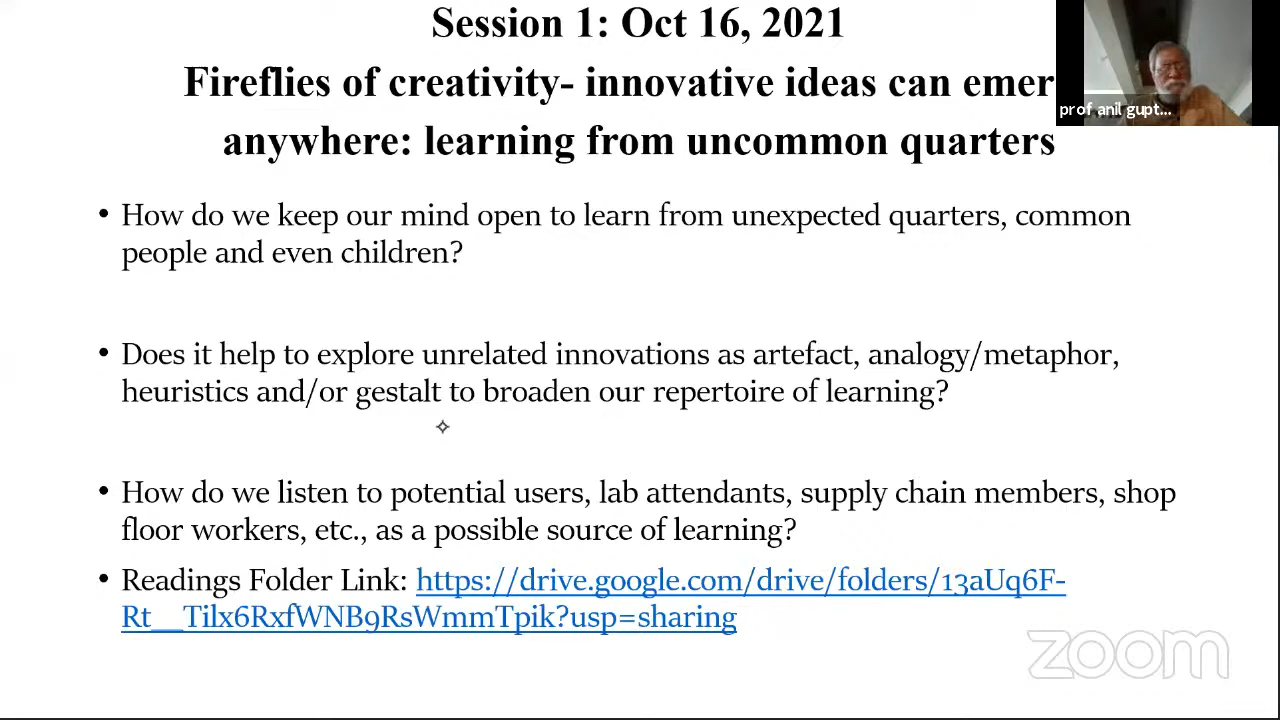 Session 1: Oct 16, 2021
Fireflies of creativity- innovative ideas can emer
anywhere: learning from uncommon quarters
prof anil gupt...
• How do we keep our mind open to learn from unexpected quarters, common
people and even children?
• Does it help to explore unrelated innovations as artefact, analogy/metaphor,
heuristics and/or gestalt to broaden our repertoire of learning?
• How do we listen to potential users, lab attendants, supply chain members, shop
floor workers, etc., as a possible source of learning?
• Readings Folder Link: https://drive.google.com/drive/folders/13aUq6F-
Rt__Tilx6RxfWNB9RsWmmTpik?usp=sharing
zoom